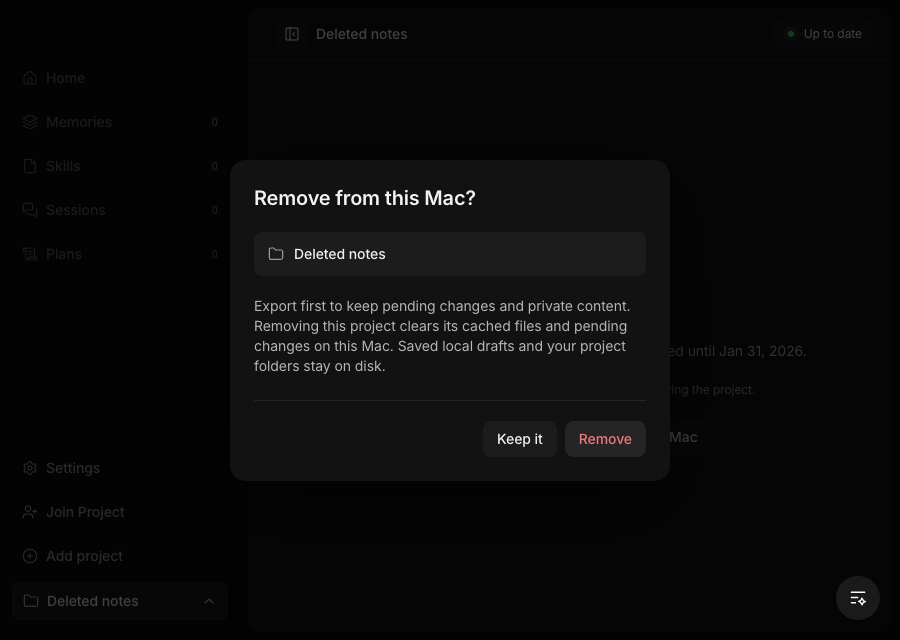 Deleted notes
Up to date
Home
Memories 0
Skills 0
Sessions 0
Plans 0
Remove from this Mac?
Deleted notes
Export first to keep pending changes and private content.
Removing this project clears its cached files and pending
changes on this Mac. Saved local drafts and your project
folders stay on disk.
until Jan 31, 2026.
the project.
Mac
Keep it
Remove
Settings
Join Project
Add project
Deleted notes